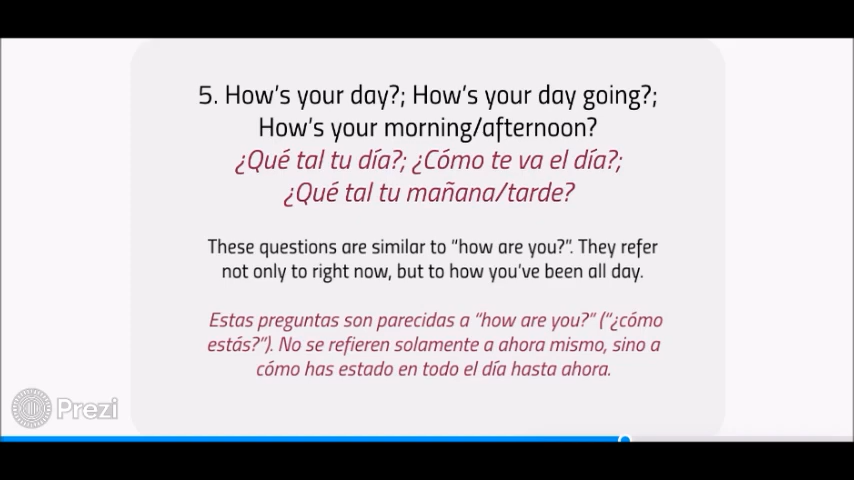 5. How's your day?; How's your day going?;
How's your morning/afternoon?
¿Qué tal tu día?; ¿Cómo te va el día?;
¿Qué tal tu mañana/tarde?
These questions are similar to “how are you?”. They refer
not only to right now, but to how you've been all day.
Estas preguntas son parecidas a “how are you?” (“¿cómo
estás?”). No se refieren solamente a ahora mismo, sino a
cómo has estado en todo el día hasta ahora.
Prezi